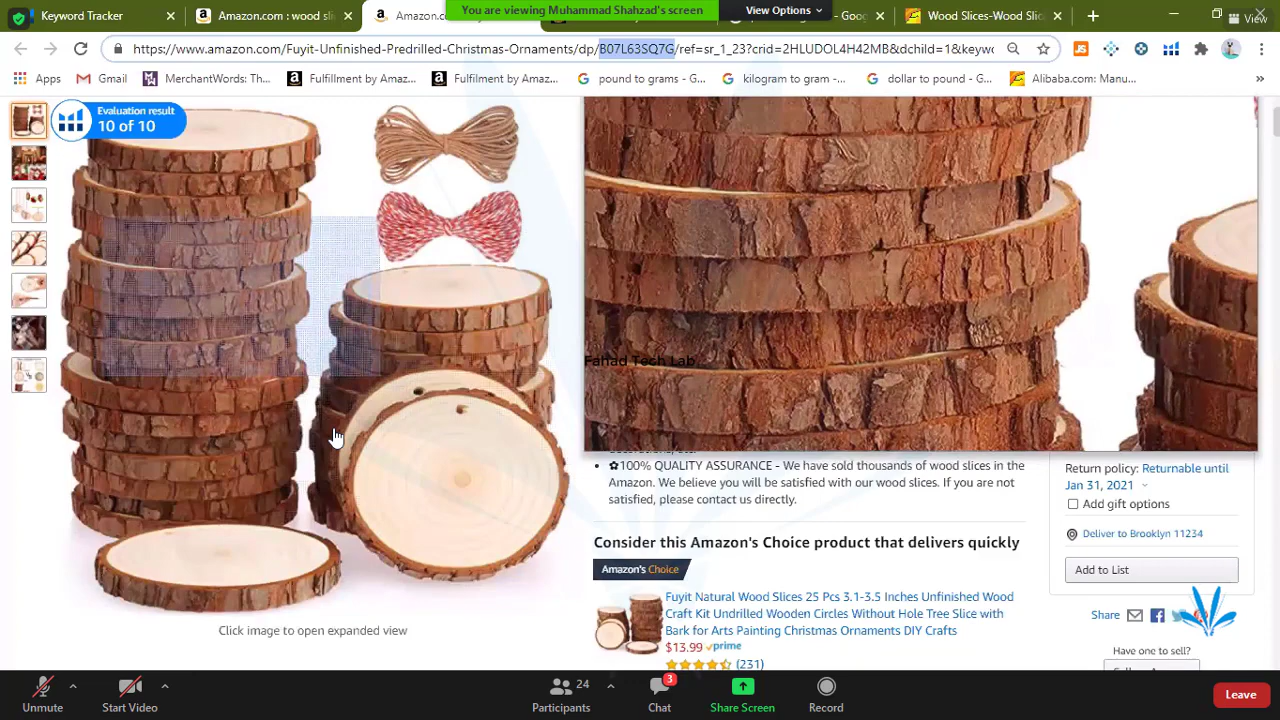 You are viewing Muhammad Shahzad's screen
View Options
Keywords Everywhere
Amazon.com : wood sli
https://www.amazon.com/Fuyit-Unfinished-Predrilled-Christmas-Ornaments/dp/B07L63SQ7G/ref=sr_1_23?crid=2HLUDOL4H42MB&dchild=1&keywo
Wood Slices-Wood Slic
Apps
Gmail
MerchantWords: Th...
Fulfillment by Amaz...
Fulfilment by Amaz...
pound to grams - G...
kilogram to gram -...
dollar to pound - G...
Alibaba.com: Manu...
Evaluation result
10 of 10
Fahad Tech Lab
✿100% QUALITY ASSURANCE - We have sold thousands of wood slices in the
Amazon. We believe you will be satisfied with our wood slices. If you are not
satisfied, please contact us directly.
Return policy: Returnable until
Jan 31, 2021
Add gift options
Deliver to Brooklyn 11234
Add to List
Share
Have one to sell?
Consider this Amazon's Choice product that delivers quickly
Amazon's Choice
Fuyit Natural Wood Slices 25 Pcs 3.1-3.5 Inches Unfinished Wood
Craft Kit Undrilled Wooden Circles Without Hole Tree Slice with
Bark for Arts Painting Christmas Ornaments DIY Crafts
$13.99 prime
(231)
Click image to open expanded view
Unmute
Start Video
24
Participants
3
Chat
Share Screen
Record
Leave